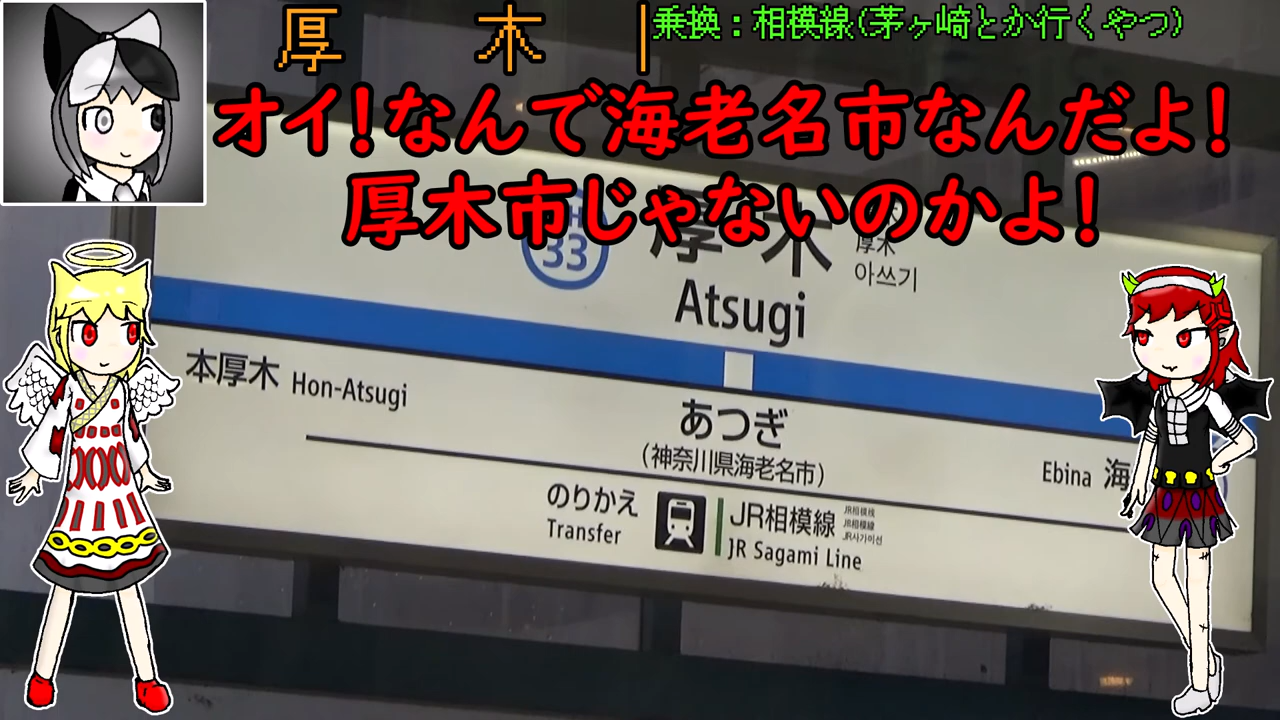 厚木
乗換：相模線(茅ヶ崎とか行くやつ)
オイ！なんで海老名市なんだよ！
厚木市じゃないのかよ！
33
厚木
厚木
아쓰기
Atsugi
本厚木 Hon-Atsugi
あつぎ
(神奈川県海老名市)
Ebina 海
のりかえ
Transfer
JR相模線
JR Sagami Line